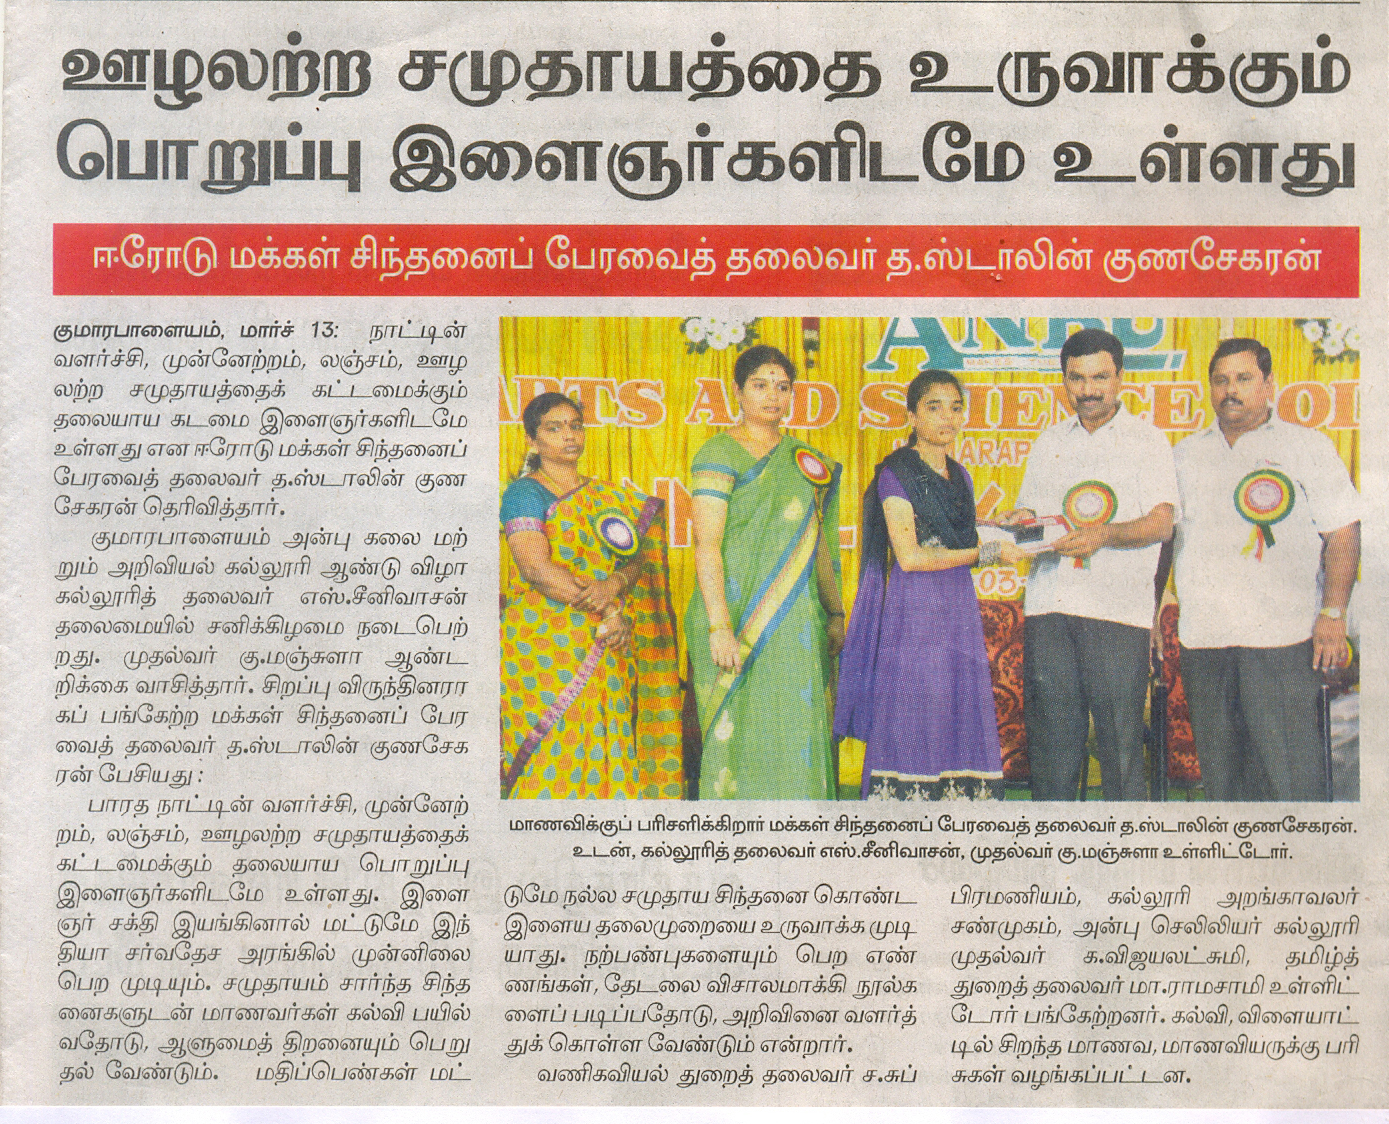 ஊழலற்ற சமுதாயத்தை உருவாக்கும்
பொறுப்பு இளைஞர்களிடமே உள்ளது
ஈரோடு மக்கள் சிந்தனைப் பேரவைத் தலைவர் த.ஸ்டாலின் குணசேகரன்
குமாரபாளையம், மார்ச் 13: நாட்டின்
வளர்ச்சி, முன்னேற்றம், லஞ்சம், ஊழ
லற்ற சமுதாயத்தைக் கட்டமைக்கும்
தலையாய கடமை இளைஞர்களிடமே
உள்ளது என ஈரோடு மக்கள் சிந்தனைப்
பேரவைத் தலைவர் த.ஸ்டாலின் குண
சேகரன் தெரிவித்தார்.
குமாரபாளையம் அன்பு கலை மற்
றும் அறிவியல் கல்லூரி ஆண்டு விழா
கல்லூரித் தலைவர் எஸ்.சீனிவாசன்
தலைமையில் சனிக்கிழமை நடைபெற்
றது. முதல்வர் கு.மஞ்சுளா ஆண்ட
றிக்கை வாசித்தார். சிறப்பு விருந்தினரா
கப் பங்கேற்ற மக்கள் சிந்தனைப் பேர
வைத் தலைவர் த.ஸ்டாலின் குணசேக
ரன் பேசியது:
பாரத நாட்டின் வளர்ச்சி, முன்னேற்
றம், லஞ்சம், ஊழலற்ற சமுதாயத்தைக்
கட்டமைக்கும் தலையாய பொறுப்பு
இளைஞர்களிடமே உள்ளது. இளை
ஞர் சக்தி இயங்கினால் மட்டுமே இந்
தியா சர்வதேச அரங்கில் முன்னிலை
பெற முடியும். சமுதாயம் சார்ந்த சிந்த
னைகளுடன் மாணவர்கள் கல்வி பயில்
வதோடு, ஆளுமைத் திறனையும் பெறு
தல் வேண்டும். மதிப்பெண்கள் மட்
ANBU
ARTS AND SCIENCE COL
ARAP
03
மாணவிக்குப் பரிசளிக்கிறார் மக்கள் சிந்தனைப் பேரவைத் தலைவர் த.ஸ்டாலின் குணசேகரன்.
உடன், கல்லூரித் தலைவர் எஸ்.சீனிவாசன், முதல்வர் கு.மஞ்சுளா உள்ளிட்டோர்.
டுமே நல்ல சமுதாய சிந்தனை கொண்ட
இளைய தலைமுறையை உருவாக்க முடி
யாது. நற்பண்புகளையும் பெற எண்
ணங்கள், தேடலை விசாலமாக்கி நூல்க
ளைப் படிப்பதோடு, அறிவினை வளர்த்
துக் கொள்ள வேண்டும் என்றார்.
வணிகவியல் துறைத் தலைவர் ச.சுப்
பிரமணியம், கல்லூரி அறங்காவலர்
சண்முகம், அன்பு செவிலியர் கல்லூரி
முதல்வர் க.விஜயலட்சுமி, தமிழ்த்
துறைத் தலைவர் மா.ராமசாமி உள்ளிட்
டோர் பங்கேற்றனர். கல்வி, விளையாட்
டில் சிறந்த மாணவ, மாணவியருக்கு பரி
சுகள் வழங்கப்பட்டன.